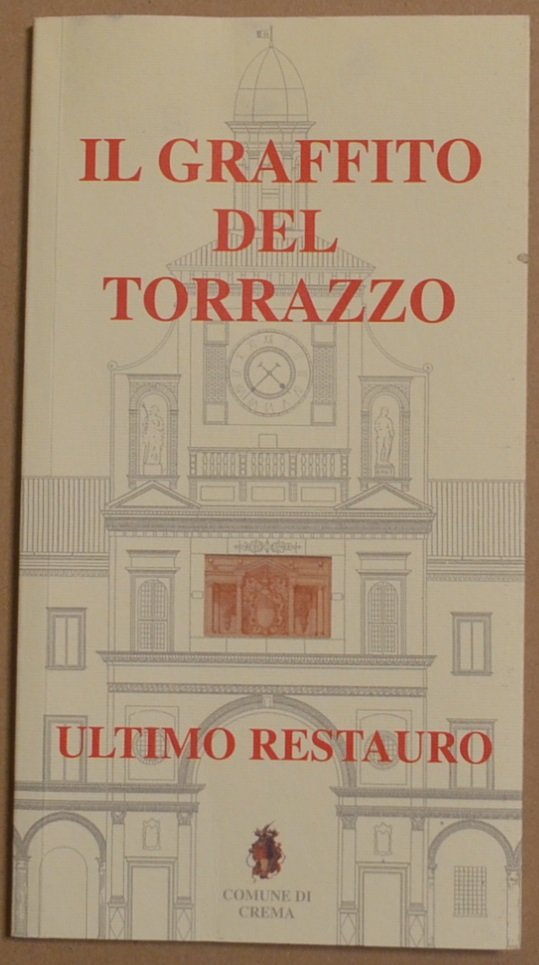 IL GRAFFITO
DEL
TORRAZZO
ULTIMO RESTAURO
COMUNE DI
CREMA